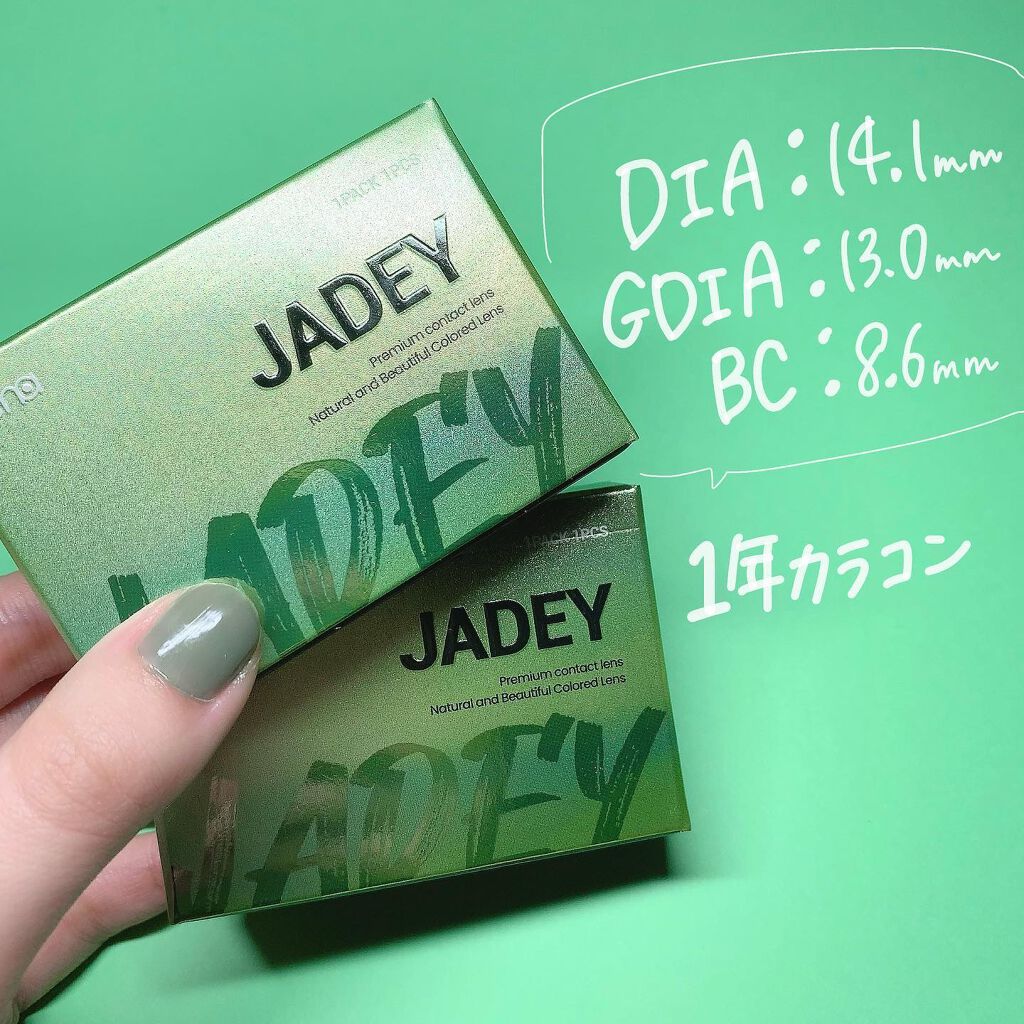 1PACK 1PCS
JADEY
Premium contact lens
Natural and Beautiful Colored Lens
JADEY
1PACK 1PCS
JADEY
Premium contact lens
Natural and Beautiful Colored Lens
JADEY
DIA:14.1mm
GDIA:13.0mm
BC:8.6mm
1年カラコン